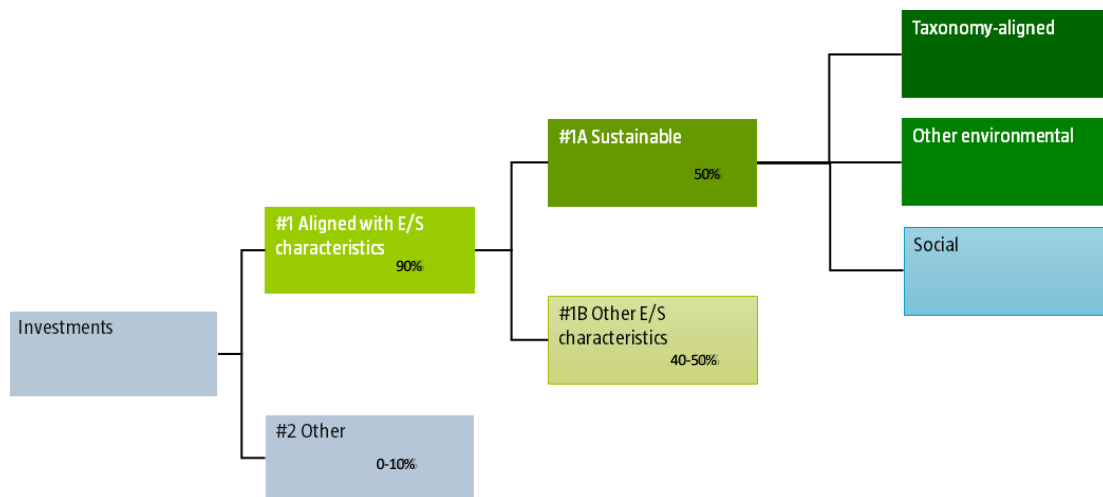 Taxonomy-aligned
#1A Sustainable
50%
Other environmental
#1 Aligned with E/S
characteristics
90%
Social
Investments
#1B Other E/S
characteristics
40-50%
#2 Other
0-10%